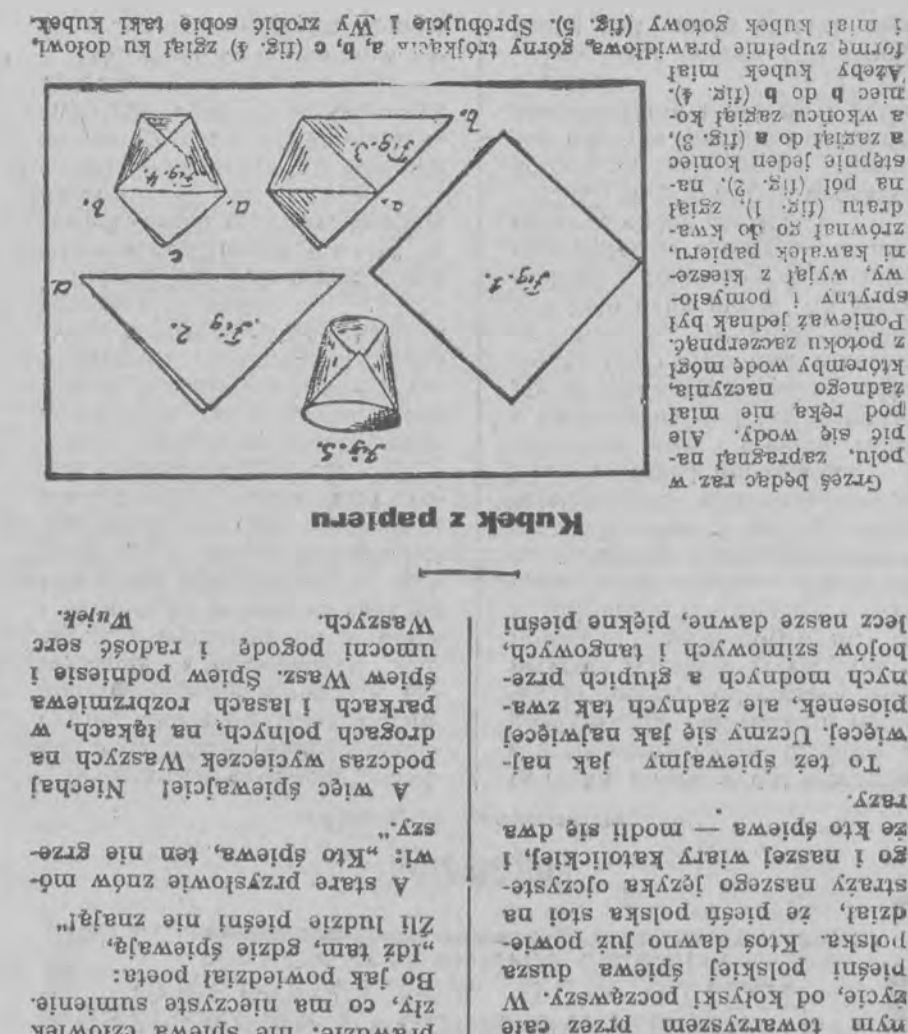 nym towarzyszem przez całe
życie, od kołyski począwszy. W
pieśni polskiej śpiewa dusza
polska. Ktoś dawno już powie-
dział, że pieśń polska stoi na
straży naszego języka ojczyste-
go i naszej wiary katolickiej, i
że kto śpiewa — modli się dwa
razy.
To też śpiewajmy jak naj-
więcej. Uczmy się jak najwięcej
piosenek, ale żadnych tak zwa-
nych modnych a głupich prze-
bojów szimowych i tangowych,
lecz nasze dawne, piękne pieśni
prawdzie: nie śpiewa człowiek
zły, co ma nieczyste sumienie.
Bo jak powiedział poeta:
„Idź tam, gdzie śpiewają,
Źli ludzie pieśni nie znają!"
A stare przysłowie znów mó-
wi: „Kto śpiewa, ten nie grze-
szy."
A więc śpiewajcie! Niechaj
podczas wycieczek Waszych na
drogach polnych, na łąkach, w
parkach i lasach rozbrzmiewa
śpiew Wasz. Śpiew podniesie i
umocni pogodę i radość serc
Waszych. Wujek.
Kubek z papieru
Grześ będąc raz w
polu, zapragnął na-
pić się wody. Ale
pod ręką nie miał
żadnego naczynia,
któremby wodę mógł
z potoku zaczerpnąć.
Ponieważ jednak był
sprytny i pomysło-
wy, wyjął z kiesze-
ni kawałek papieru,
zrównał go do kwa-
dratu (fig. 1), zgiął
na pół (fig. 2), na-
stępnie jeden koniec
a zagiął do a (fig. 3),
a wkońcu zagiął ko-
niec b do b (fig. 4).
Ażeby kubek miał
formę zupełnie prawidłową, górny trójkącik a, b, c (fig. 4) zgiął ku dołowi,
i miał kubek gotowy (fig. 5). Spróbujcie i Wy zrobić sobie taki kubek.
Fig. 5.
Fig. 1.
Fig. 2.
a
a.
Fig. 3.
b.
c
a.
b.
Fig. 4.